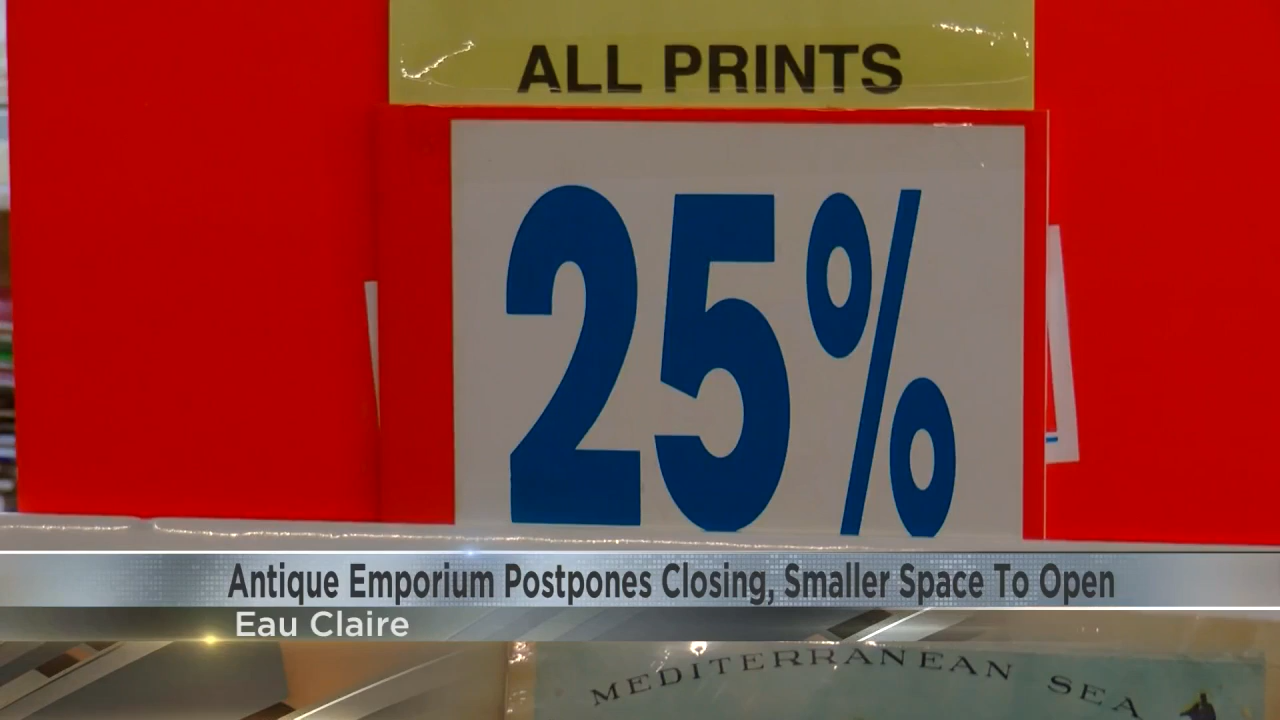 ALL PRINTS
25%
Antique Emporium Postpones Closing, Smaller Space To Open
Eau Claire
MEDITERRANEAN SEA